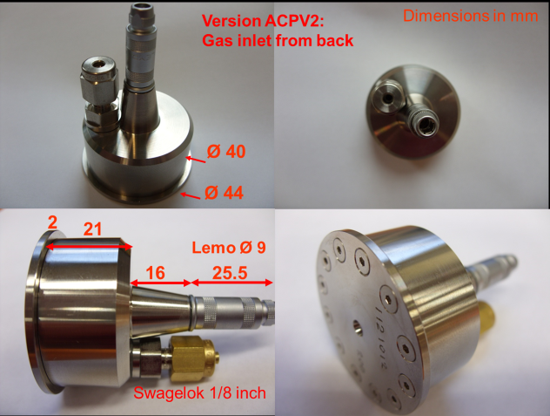 Version ACPV2:
Gas inlet from back
Dimensions in mm
Ø 40
Ø 44
2
21
Lemo Ø 9
16
25.5
Swagelok 1/8 inch